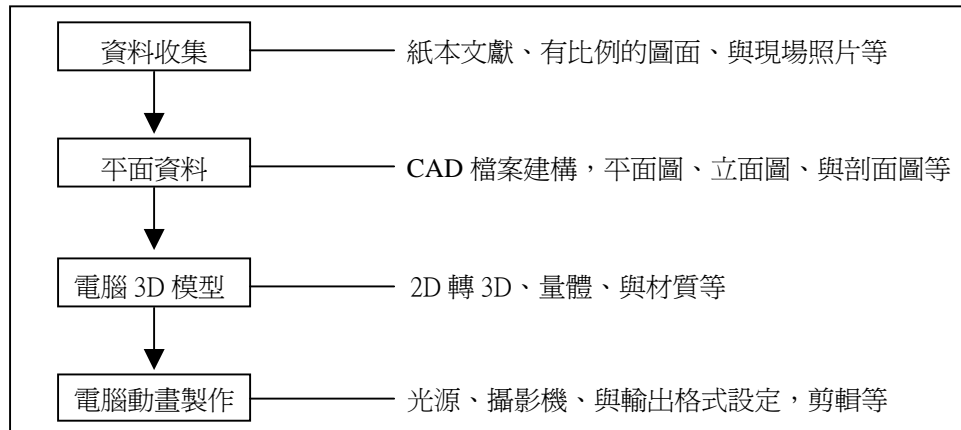 資料收集 紙本文獻、有比例的圖面、與現場照片等
平面資料 CAD 檔案建構，平面圖、立面圖、與剖面圖等
電腦 3D 模型 2D 轉 3D、量體、與材質等
電腦動畫製作 光源、攝影機、與輸出格式設定，剪輯等